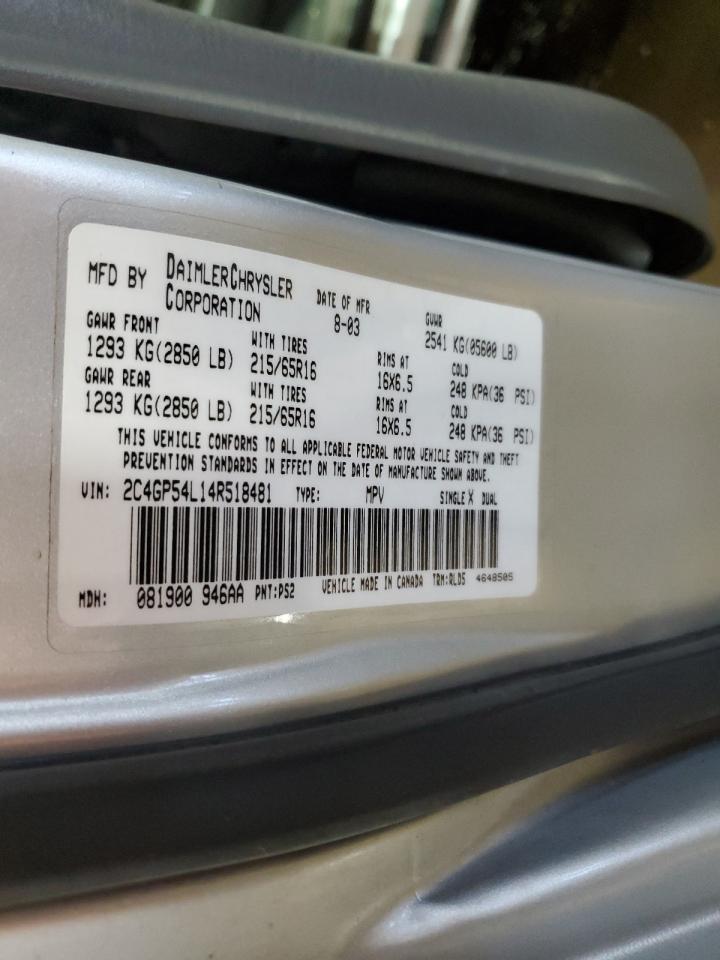 MFD BY DAIMLERCHRYSLER CORPORATION DATE OF MFR 8-03 GVWR 2541 KG(05600 LB)
GAWR FRONT WITH TIRES RIMS AT COLD
1293 KG(2850 LB) 215/65R16 16X6.5 248 KPA(36 PSI)
GAWR REAR WITH TIRES RIMS AT COLD
1293 KG(2850 LB) 215/65R16 16X6.5 248 KPA(36 PSI)
THIS VEHICLE CONFORMS TO ALL APPLICABLE FEDERAL MOTOR VEHICLE SAFETY AND THEFT
PREVENTION STANDARDS IN EFFECT ON THE DATE OF MANUFACTURE SHOWN ABOVE.
VIN: 2C4GP54L14R518481 TYPE: MPV SINGLE X DUAL
MDH: 081900 946AA PNT:PS2 VEHICLE MADE IN CANADA TRM:RLD5 4648505